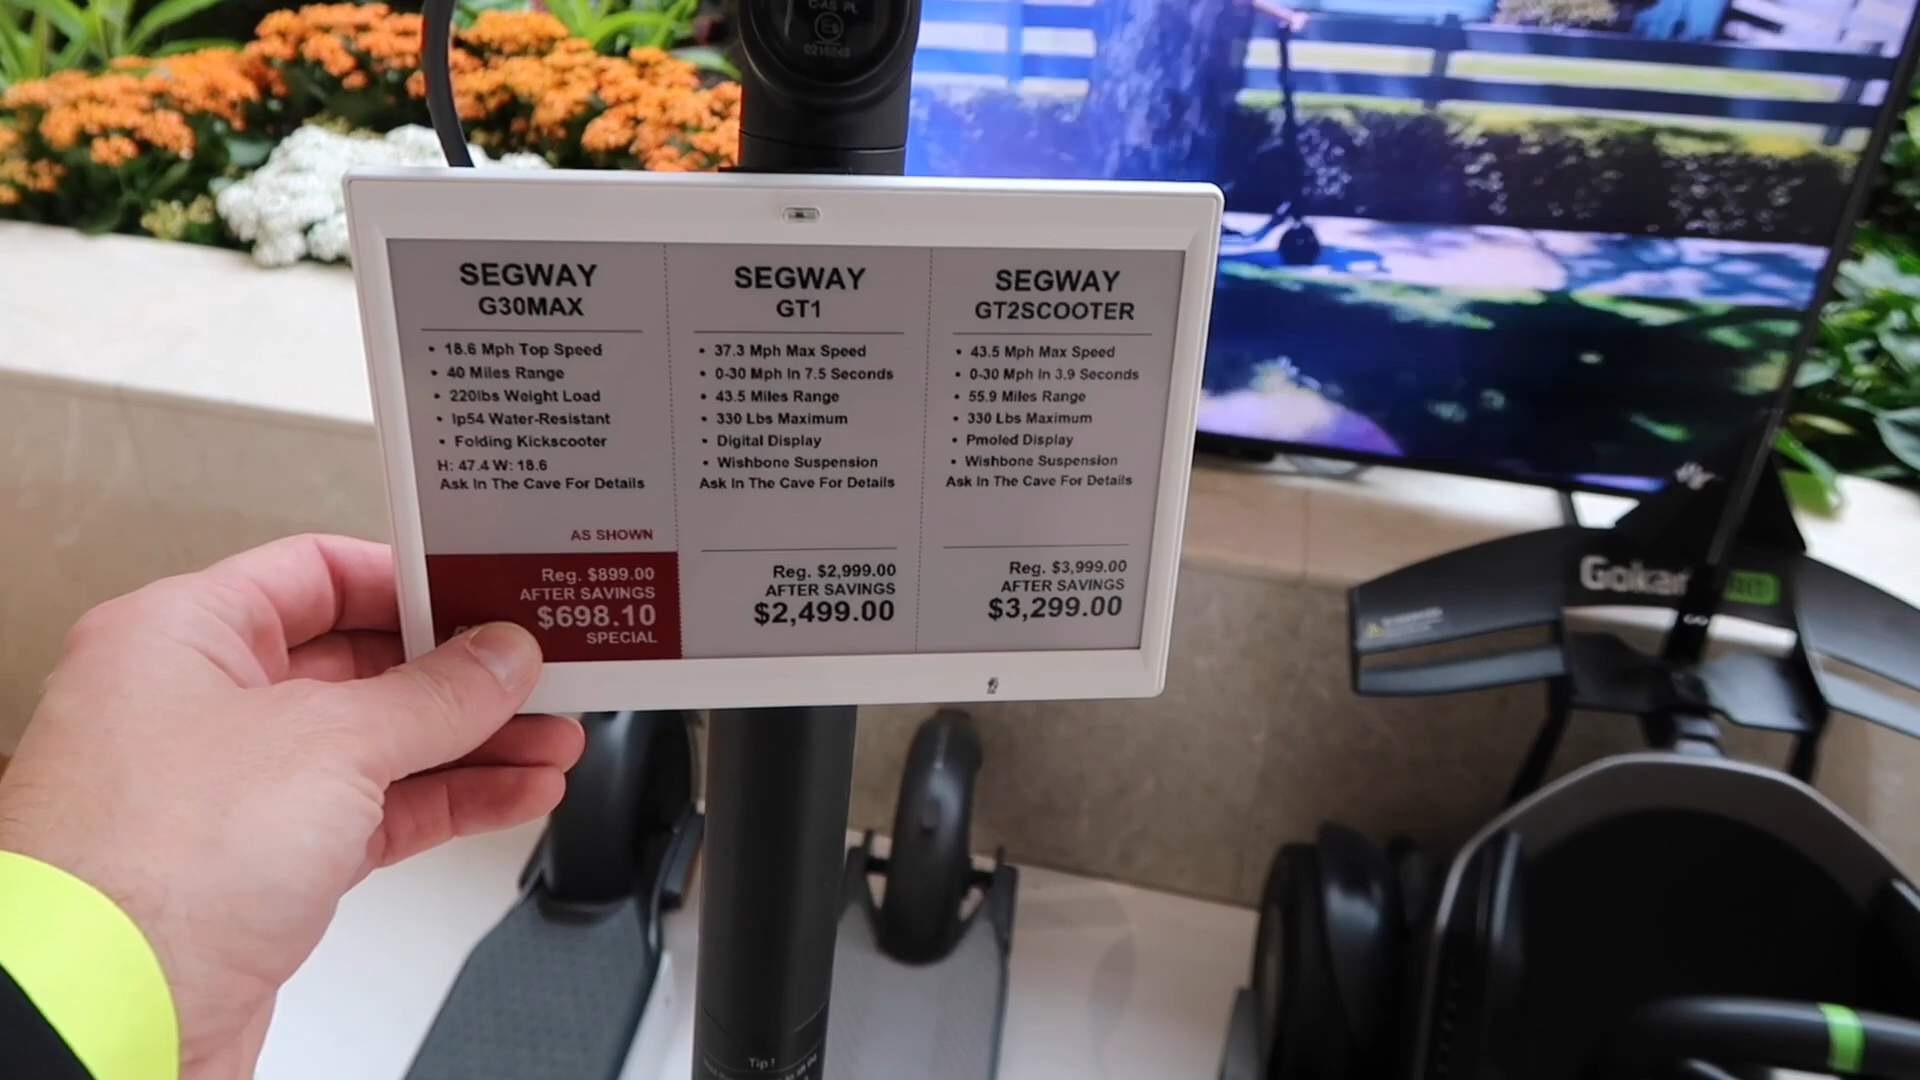 C-AS PL
SEGWAY
G30MAX
• 18.6 Mph Top Speed
• 40 Miles Range
• 220lbs Weight Load
• Ip54 Water-Resistant
• Folding Kickscooter
H: 47.4 W: 18.6
Ask In The Cave For Details
AS SHOWN
Reg. $899.00
AFTER SAVINGS
$698.10
SPECIAL
SEGWAY
GT1
• 37.3 Mph Max Speed
• 0-30 Mph In 7.5 Seconds
• 43.5 Miles Range
• 330 Lbs Maximum
• Digital Display
• Wishbone Suspension
Ask In The Cave For Details
Reg. $2,999.00
AFTER SAVINGS
$2,499.00
SEGWAY
GT2SCOOTER
• 43.5 Mph Max Speed
• 0-30 Mph In 3.9 Seconds
• 55.9 Miles Range
• 330 Lbs Maximum
• Pmoled Display
• Wishbone Suspension
Ask In The Cave For Details
Reg. $3,999.00
AFTER SAVINGS
$3,299.00
Tip!